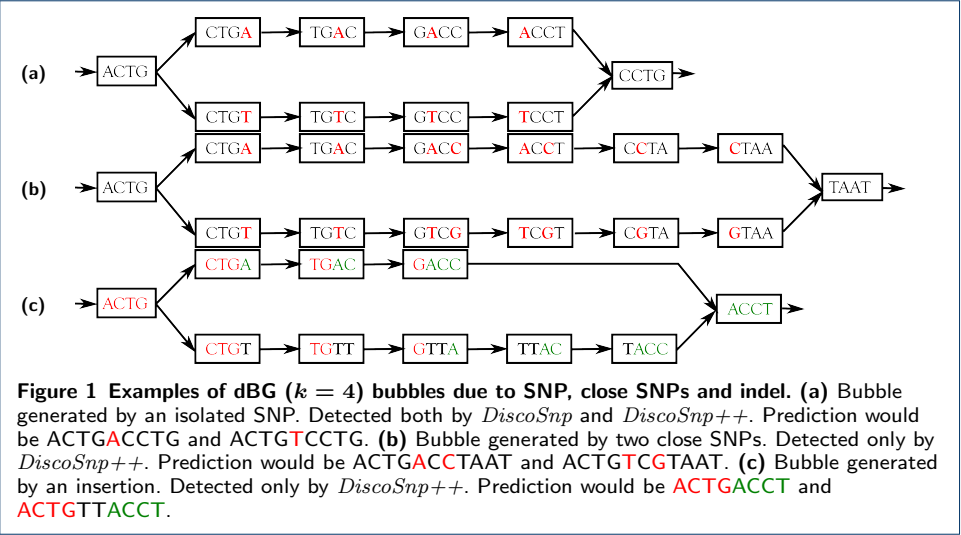 CTGA TGAC GACC ACCT
(a) ACTG CCTG
CTGT TGTC GTCC TCCT
CTGA TGAC GACC ACCT CCTA CTAA
(b) ACTG TAAT
CTGT TGTC GTCG TCGT CGTA GTAA
CTGA TGAC GACC
(c) ACTG ACCT
CTGT TGTT GTTA TTAC TACC
Figure 1 Examples of dBG (k = 4) bubbles due to SNP, close SNPs and indel. (a) Bubble
generated by an isolated SNP. Detected both by DiscoSnp and DiscoSnp++. Prediction would
be ACTGACCTG and ACTGTCCTG. (b) Bubble generated by two close SNPs. Detected only by
DiscoSnp++. Prediction would be ACTGACCTAAT and ACTGTCGTAAT. (c) Bubble generated
by an insertion. Detected only by DiscoSnp++. Prediction would be ACTGACCT and
ACTGTTACCT.